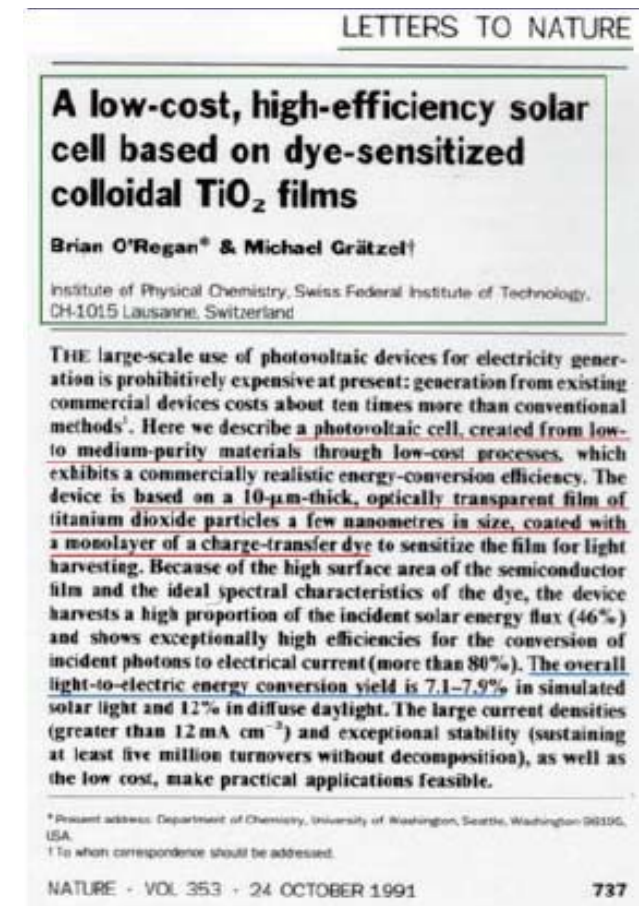 LETTERS TO NATURE
A low-cost, high-efficiency solar
cell based on dye-sensitized
colloidal TiO₂ films
Brian O'Regan* & Michael Grätzel†
Institute of Physical Chemistry, Swiss Federal Institute of Technology,
CH-1015 Lausanne, Switzerland
THE large-scale use of photovoltaic devices for electricity gener-
ation is prohibitively expensive at present: generation from existing
commercial devices costs about ten times more than conventional
methods¹. Here we describe a photovoltaic cell, created from low-
to medium-purity materials through low-cost processes, which
exhibits a commercially realistic energy-conversion efficiency. The
device is based on a 10-μm-thick, optically transparent film of
titanium dioxide particles a few nanometres in size, coated with
a monolayer of a charge-transfer dye to sensitize the film for light
harvesting. Because of the high surface area of the semiconductor
film and the ideal spectral characteristics of the dye, the device
harvests a high proportion of the incident solar energy flux (46%)
and shows exceptionally high efficiencies for the conversion of
incident photons to electrical current (more than 80%). The overall
light-to-electric energy conversion yield is 7.1–7.9% in simulated
solar light and 12% in diffuse daylight. The large current densities
(greater than 12 mA cm⁻²) and exceptional stability (sustaining
at least five million turnovers without decomposition), as well as
the low cost, make practical applications feasible.
* Present address: Department of Chemistry, University of Washington, Seattle, Washington 98195,
USA.
† To whom correspondence should be addressed.
NATURE · VOL 353 · 24 OCTOBER 1991 737